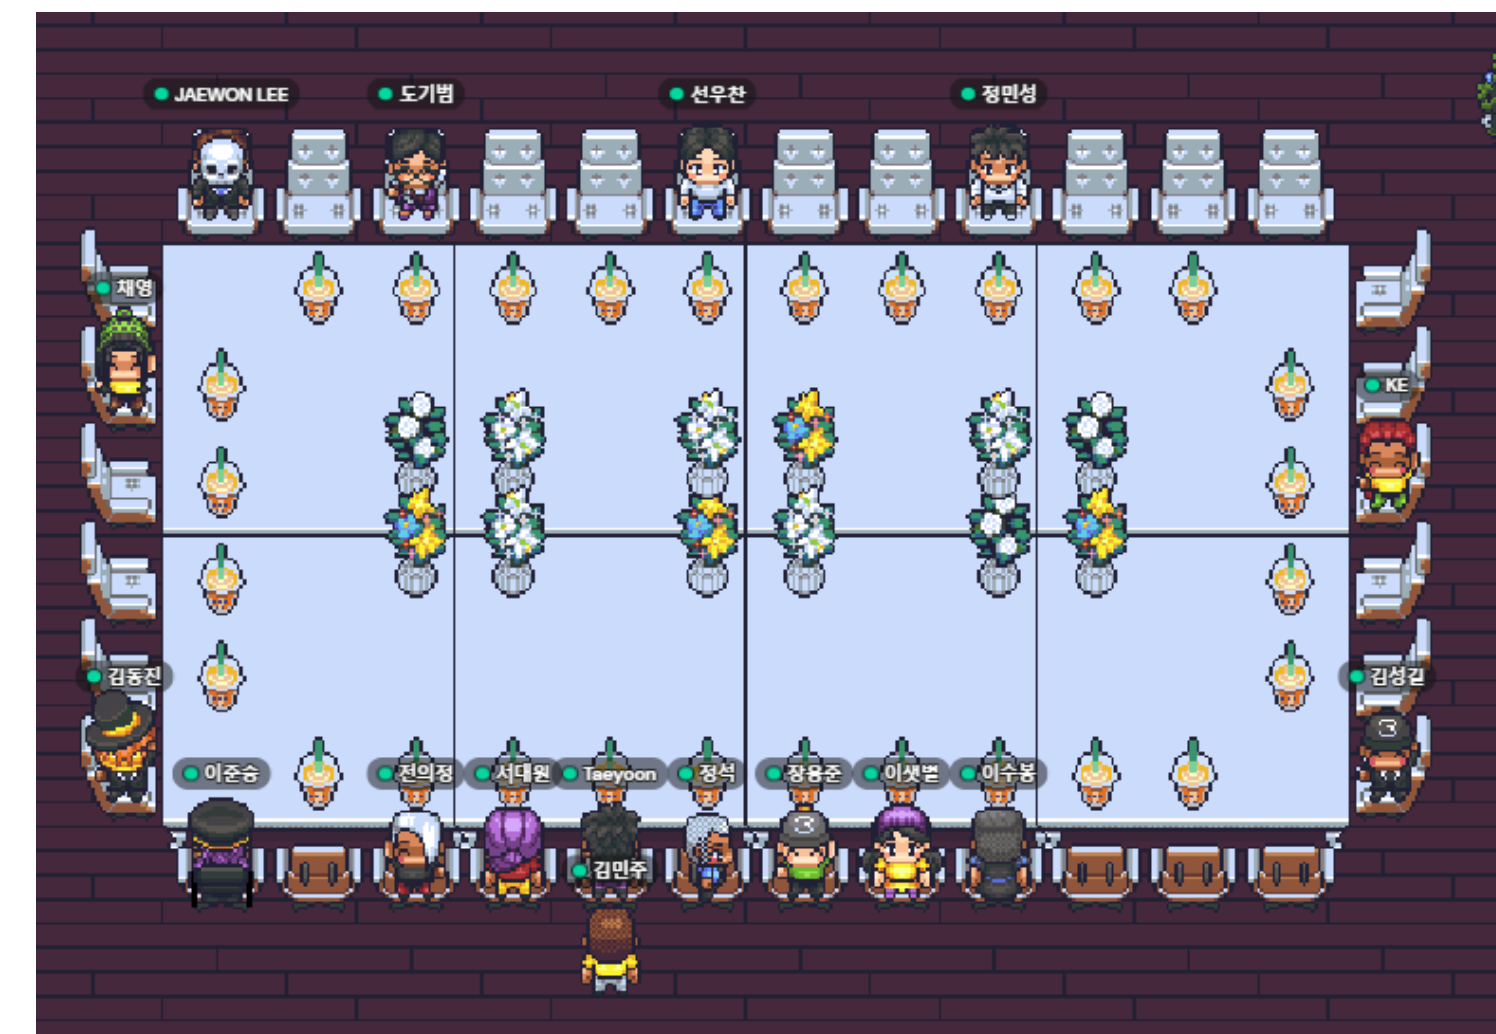 JAEWON LEE
도기범
선우찬
정민성
채영
KE
김동진
김성길
이준승
전의정
서대원
Taeyoon
정석
장용준
이샛별
이수봉
김민주